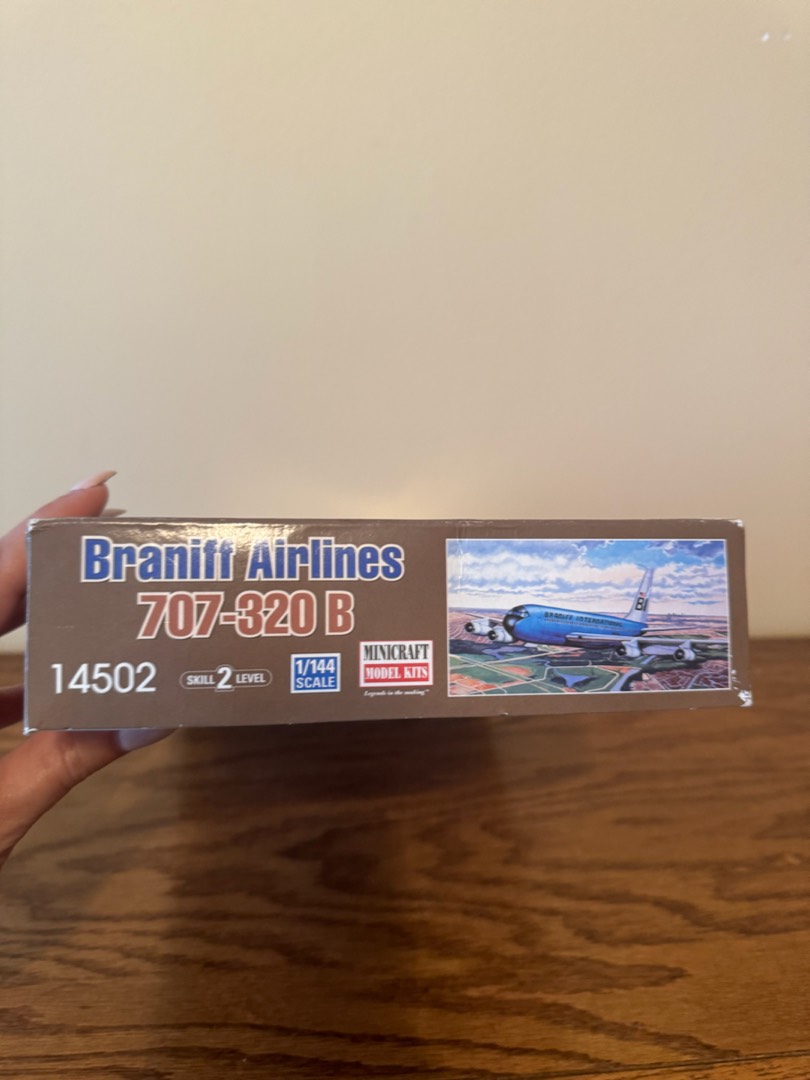 Braniff Airlines
707-320 B
14502
SKILL 2 LEVEL
1/144
SCALE
MINICRAFT
MODEL KITS
Legends in the making™
BRANIFF INTERNATIONAL
BI